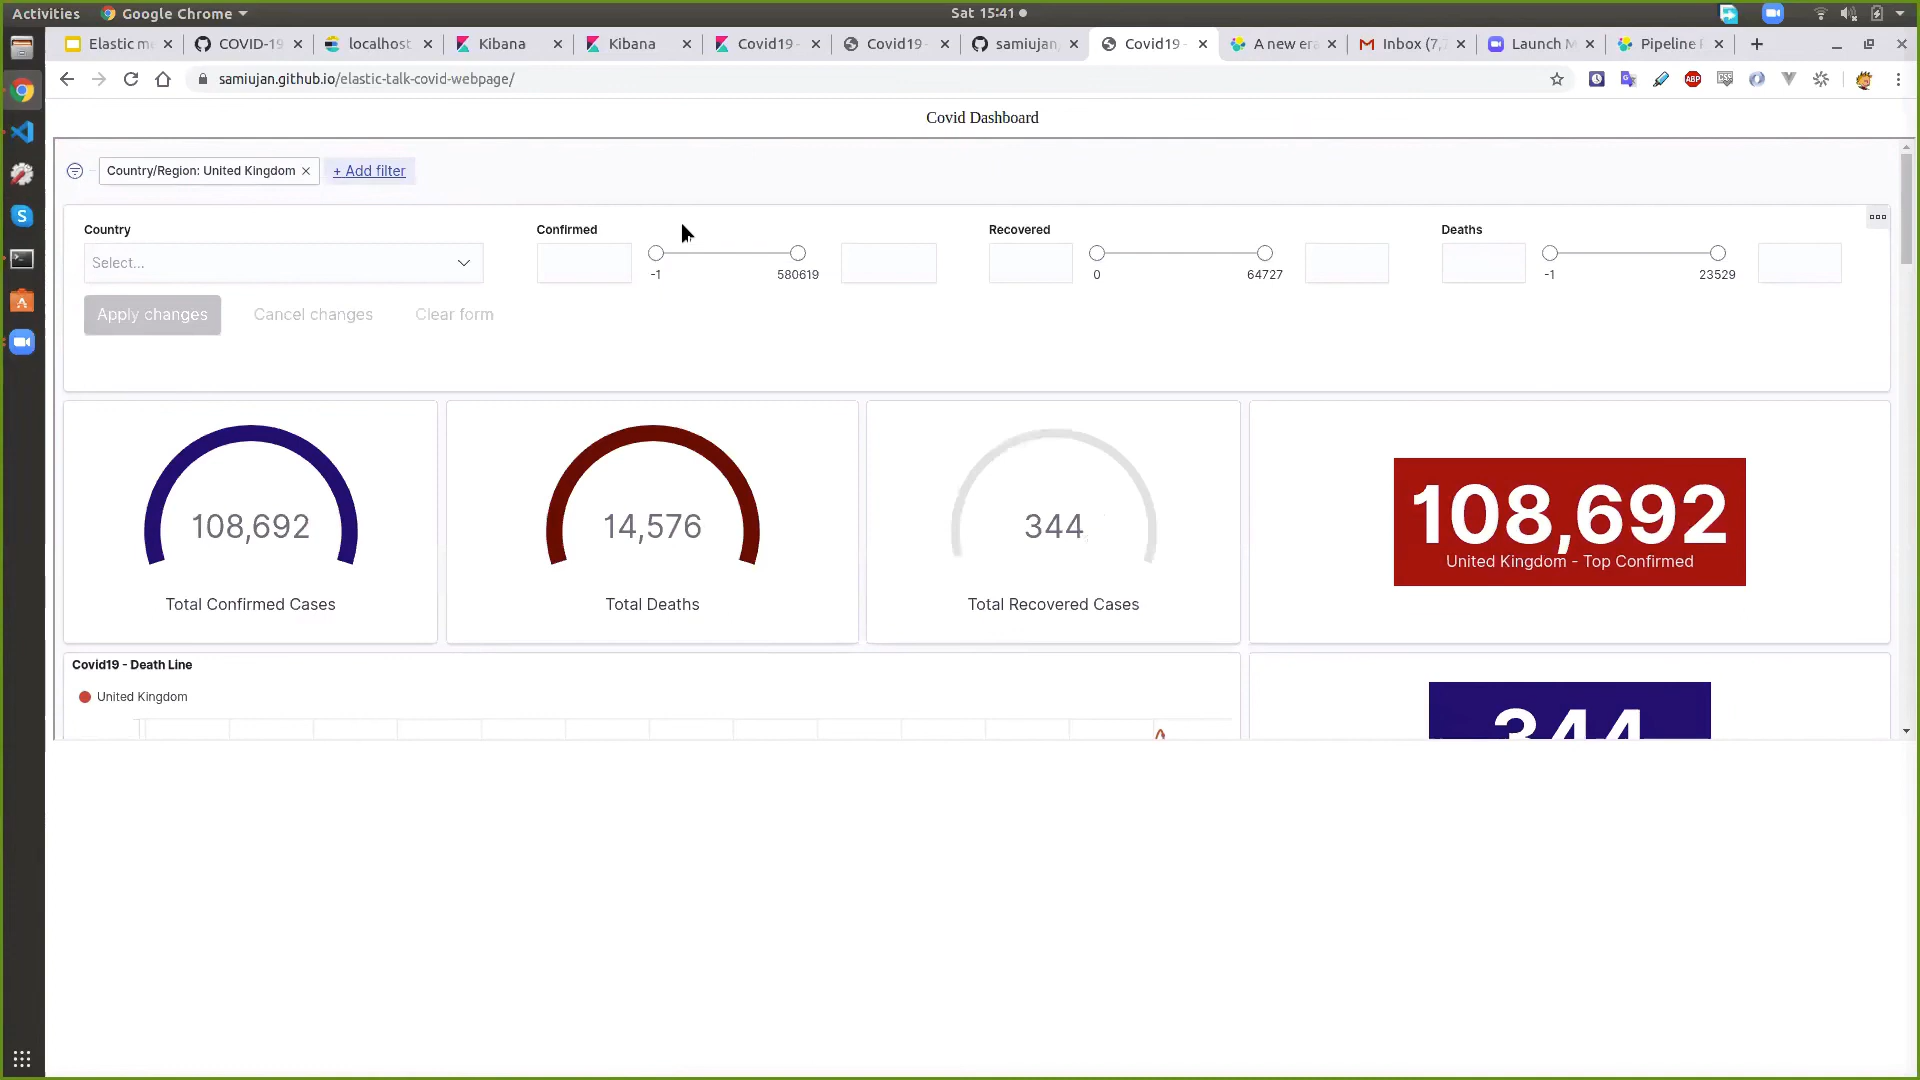 Activities Google Chrome Sat 15:41
Elastic me COVID-19 localhost Kibana Kibana Covid19 - Covid19 - samiujan Covid19 - A new era Inbox (7, Launch M Pipeline
samiujan.github.io/elastic-talk-covid-webpage/ ABP CSS
Covid Dashboard
Country/Region: United Kingdom + Add filter
Country Confirmed Recovered Deaths
Select...
-1 580619 0 64727 -1 23529
Apply changes Cancel changes Clear form
108,692
Total Confirmed Cases
14,576
Total Deaths
344
Total Recovered Cases
108,692
United Kingdom - Top Confirmed
Covid19 - Death Line
United Kingdom
344